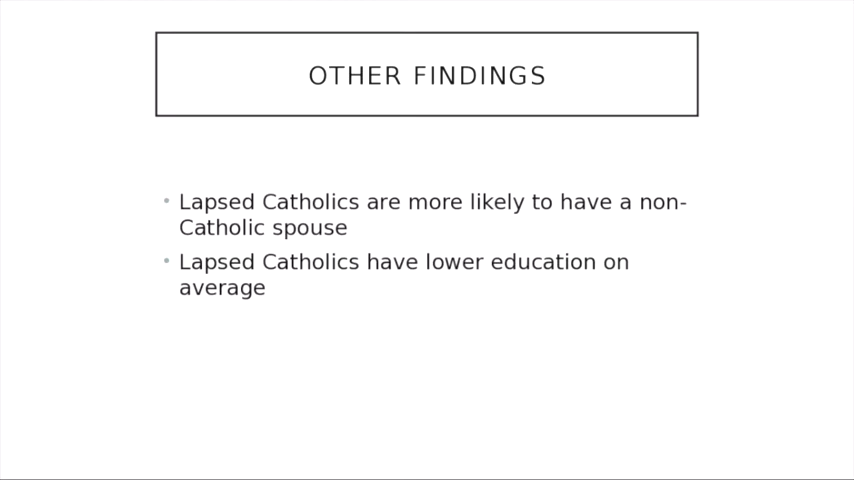 OTHER FINDINGS
• Lapsed Catholics are more likely to have a non-
Catholic spouse
• Lapsed Catholics have lower education on
average